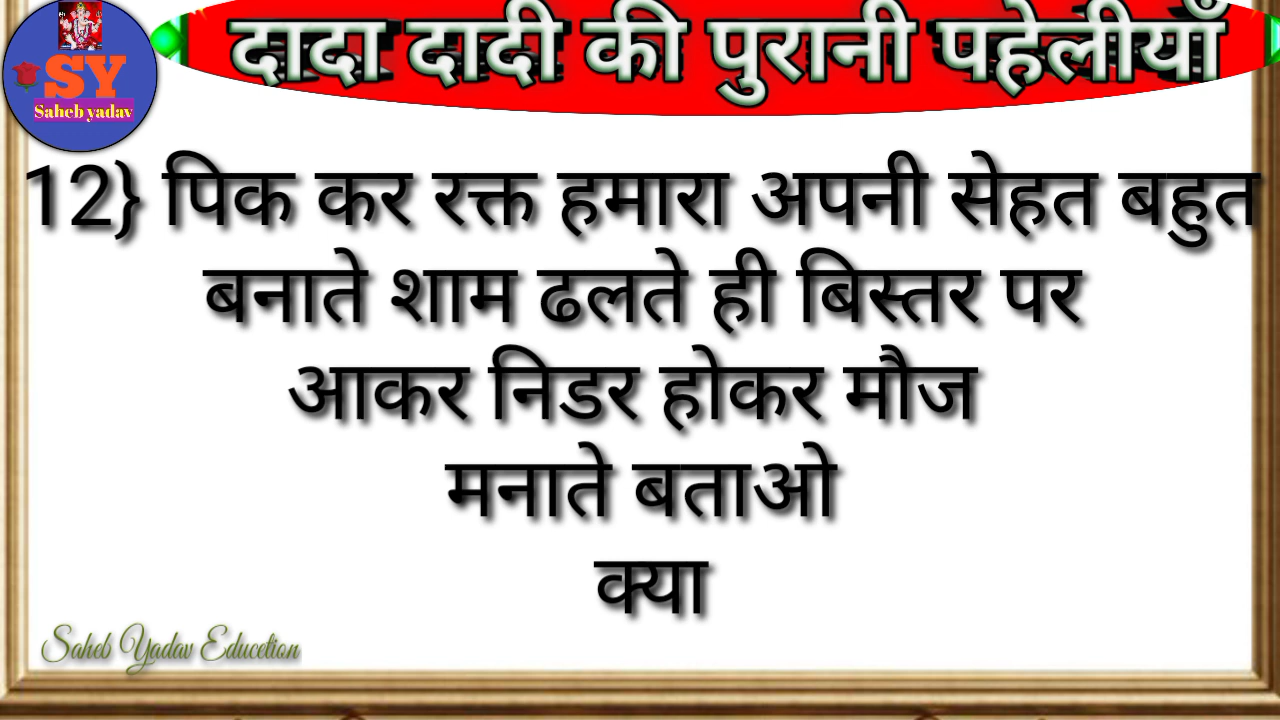 दादा दादी की पुरानी पहेलीयाँ
SY
Saheb yadav
12} पिक कर रक्त हमारा अपनी सेहत बहुत
बनाते शाम ढलते ही बिस्तर पर
आकर निडर होकर मौज
मनाते बताओ
क्या
Saheb Yadav Educetion